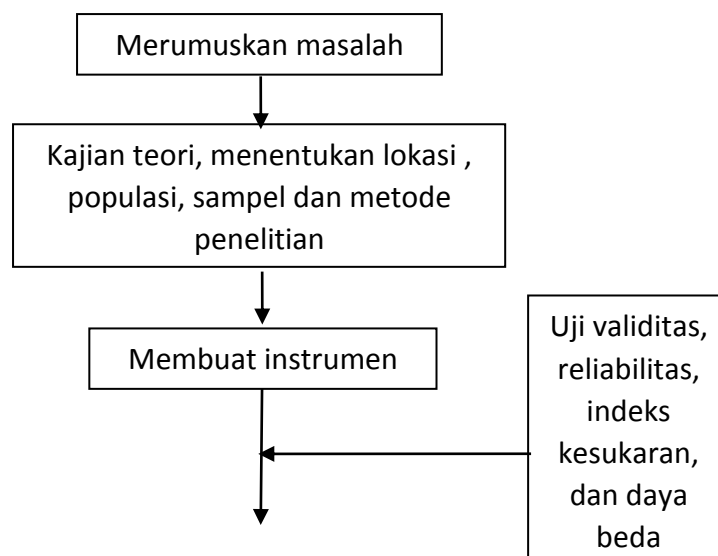 Merumuskan masalah
Kajian teori, menentukan lokasi ,
populasi, sampel dan metode
penelitian
Membuat instrumen
Uji validitas,
reliabilitas,
indeks
kesukaran,
dan daya
beda